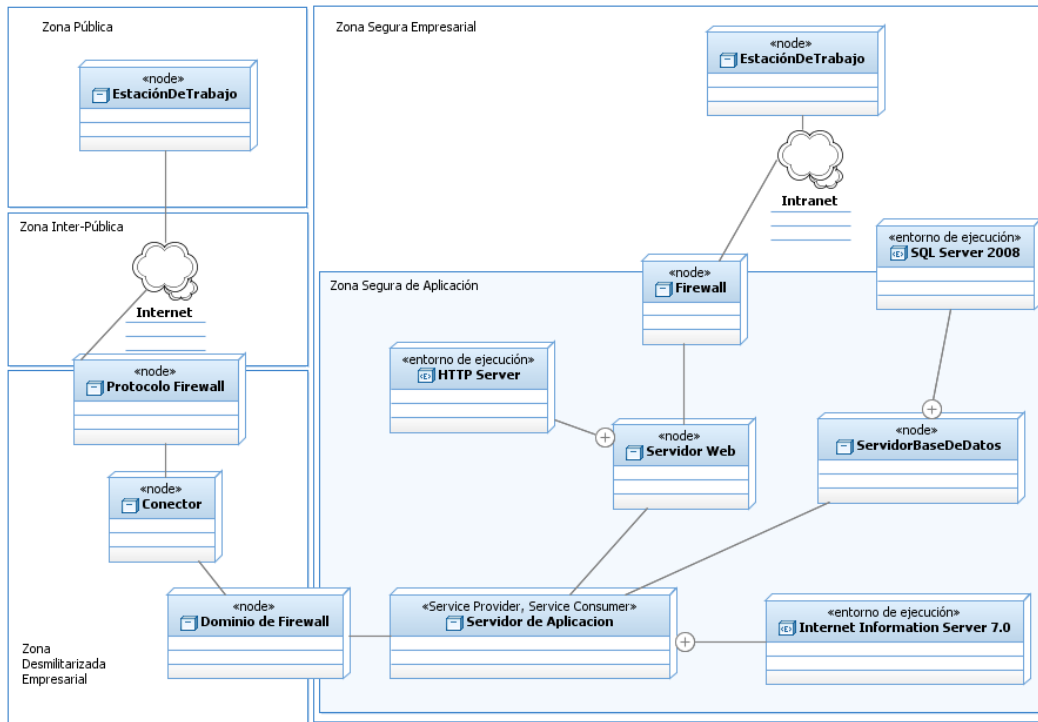 Zona Pública
«node»
EstaciónDeTrabajo
Zona Inter-Pública
Internet
«node»
Protocolo Firewall
«node»
Conector
«node»
Dominio de Firewall
Zona
Desmilitarizada
Empresarial
Zona Segura Empresarial
«node»
EstaciónDeTrabajo
Intranet
«entorno de ejecución»
SQL Server 2008
Zona Segura de Aplicación
«node»
Firewall
«entorno de ejecución»
HTTP Server
«node»
Servidor Web
«node»
ServidorBaseDeDatos
«Service Provider, Service Consumer»
Servidor de Aplicacion
«entorno de ejecución»
Internet Information Server 7.0